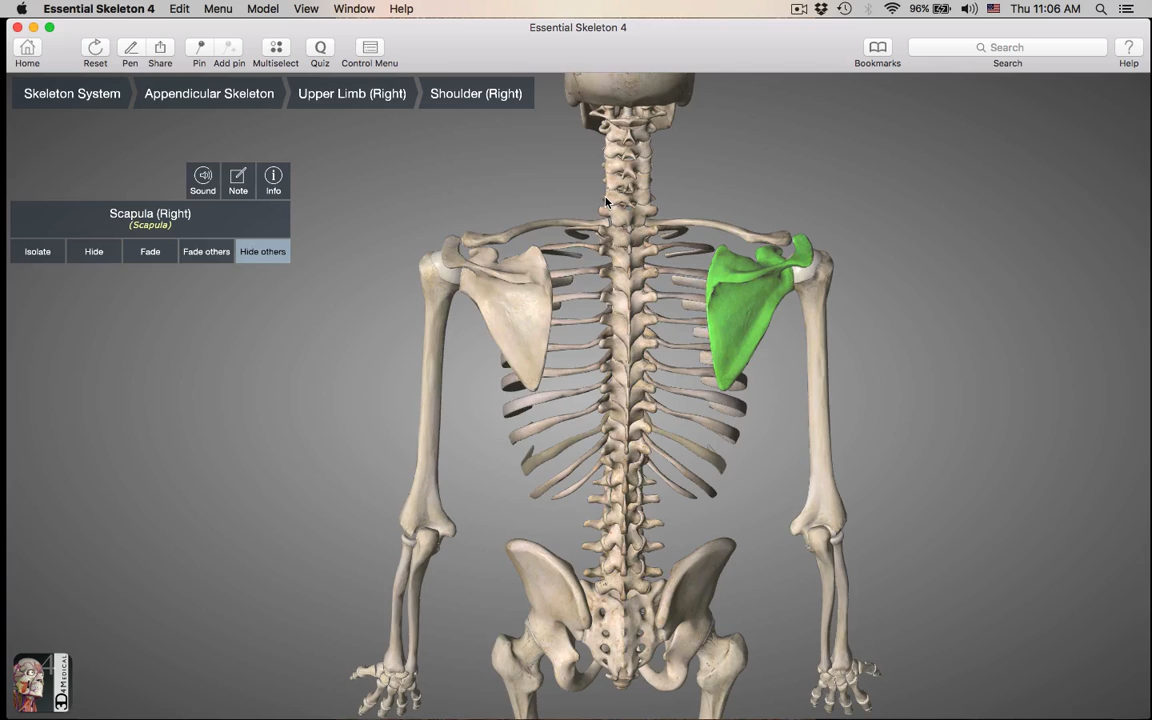 Essential Skeleton 4 Edit Menu Model View Window Help 96% Thu 11:06 AM
Essential Skeleton 4
Home Reset Pen Share Pin Add pin Multiselect Quiz Control Menu Bookmarks Search Search Help
Skeleton System Appendicular Skeleton Upper Limb (Right) Shoulder (Right)
Sound Note Info
Scapula (Right)
(Scapula)
Isolate Hide Fade Fade others Hide others
4
3D4MEDICAL